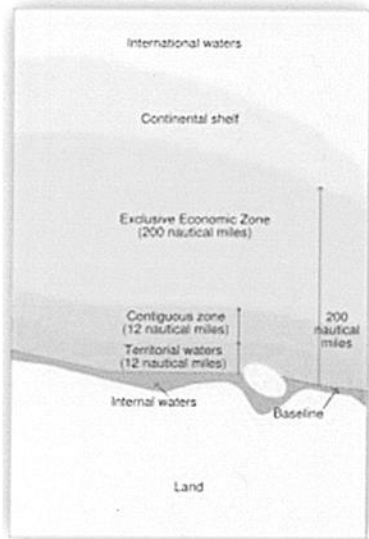 International waters
Continental shelf
Exclusive Economic Zone
(200 nautical miles)
Contiguous zone
(12 nautical miles)
200
nautical
miles
Territorial waters
(12 nautical miles)
Internal waters
Baseline
Land